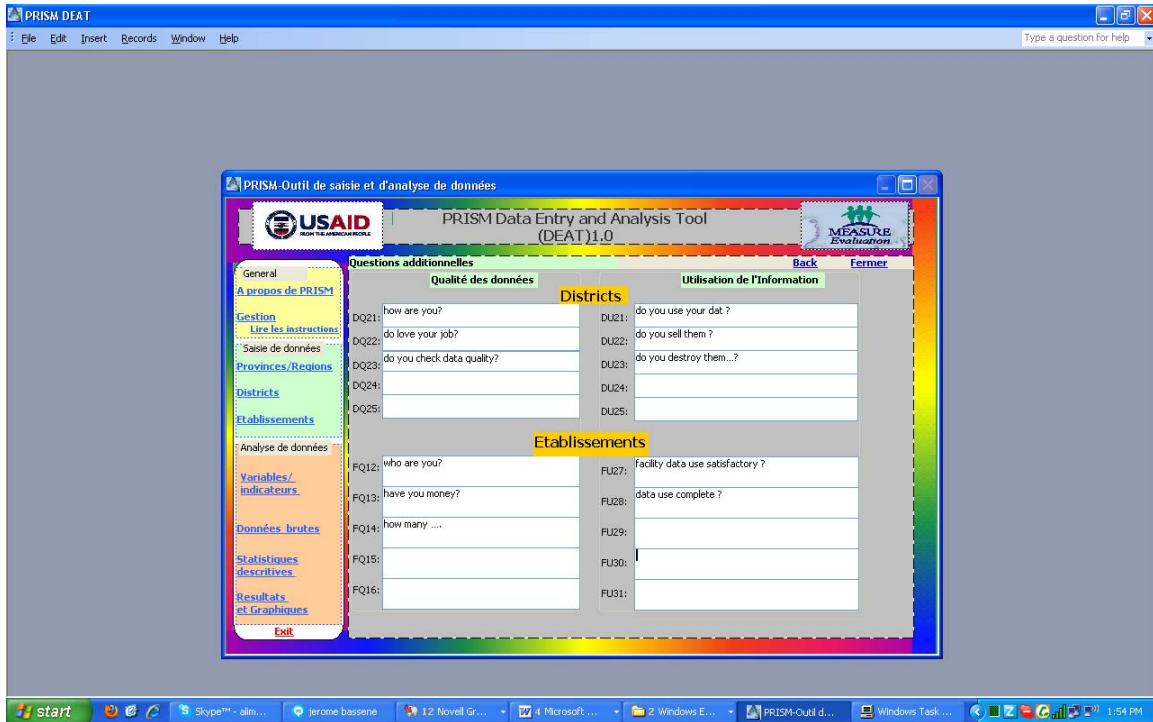 PRISM DEAT
File Edit Insert Records Window Help
Type a question for help
PRISM-Outil de saisie et d'analyse de données
USAID
FROM THE AMERICAN PEOPLE
PRISM Data Entry and Analysis Tool
(DEAT)1.0
MEASURE
Evaluation
General
A propos de PRISM
Gestion
Lire les instructions
Saisie de données
Provinces/Regions
Districts
Etablissements
Analyse de données
Variables/
indicateurs
Données brutes
Statistiques
descritives
Resultats
et Graphiques
Exit
Questions additionnelles
Back Fermer
Qualité des données Utilisation de l'Information
Districts
DQ21: how are you? DU21: do you use your dat ?
DQ22: do love your job? DU22: do you sell them ?
DQ23: do you check data quality? DU23: do you destroy them...?
DQ24: DU24:
DQ25: DU25:
Etablissements
FQ12: who are you? FU27: facility data use satisfactory ?
FQ13: have you money? FU28: data use complete ?
FQ14: how many .... FU29:
FQ15: FU30:
FQ16: FU31:
start Skype™ - alim... jerome bassene 12 Novell Gr... 4 Microsoft ... 2 Windows E... PRISM-Outil d... Windows Task ... 1:54 PM